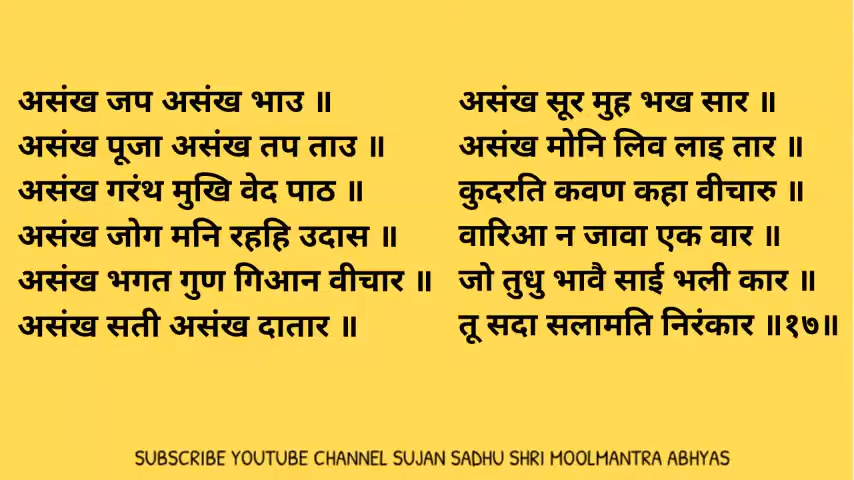 असंख जप असंख भाउ ॥
असंख पूजा असंख तप ताउ ॥
असंख गरंथ मुखि वेद पाठ ॥
असंख जोग मनि रहहि उदास ॥
असंख भगत गुण गिआन वीचार ॥
असंख सती असंख दातार ॥
असंख सूर मुह भख सार ॥
असंख मोनि लिव लाइ तार ॥
कुदरति कवण कहा वीचारु ॥
वारिआ न जावा एक वार ॥
जो तुधु भावै साई भली कार ॥
तू सदा सलामति निरंकार ॥१७॥
SUBSCRIBE YOUTUBE CHANNEL SUJAN SADHU SHRI MOOLMANTRA ABHYAS